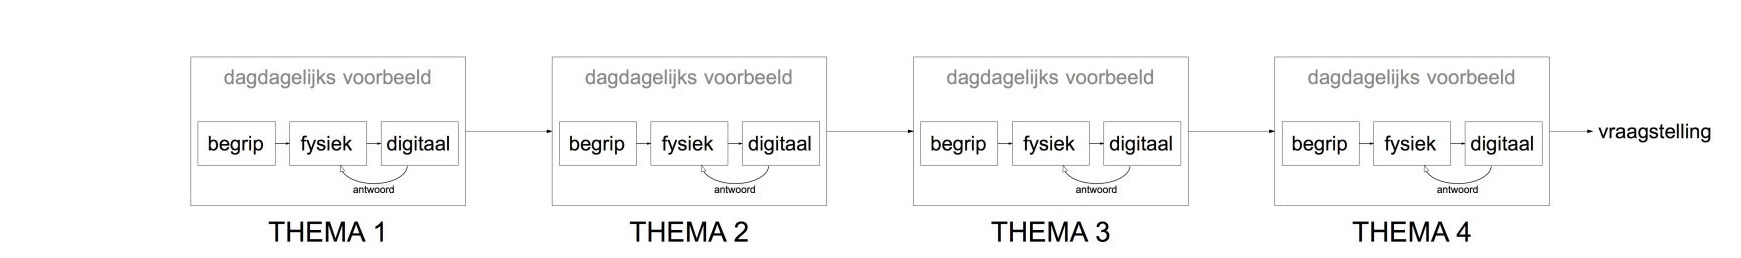 dagdagelijks voorbeeld
begrip fysiek digitaal
antwoord
THEMA 1
dagdagelijks voorbeeld
begrip fysiek digitaal
antwoord
THEMA 2
dagdagelijks voorbeeld
begrip fysiek digitaal
antwoord
THEMA 3
dagdagelijks voorbeeld
begrip fysiek digitaal
antwoord
THEMA 4
vraagstelling